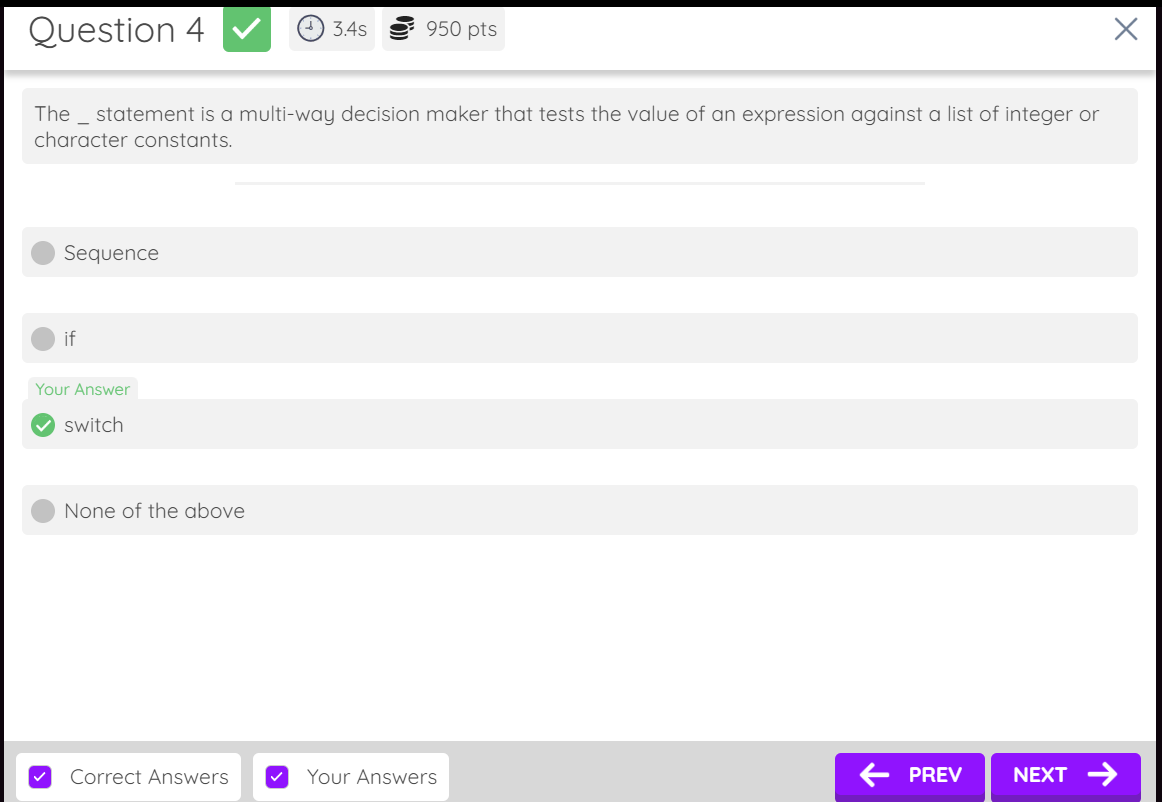 Question 4
3.4s
950 pts
The _ statement is a multi-way decision maker that tests the value of an expression against a list of integer or
character constants.
Sequence
if
Your Answer
switch
None of the above
Correct Answers
Your Answers
PREV
NEXT